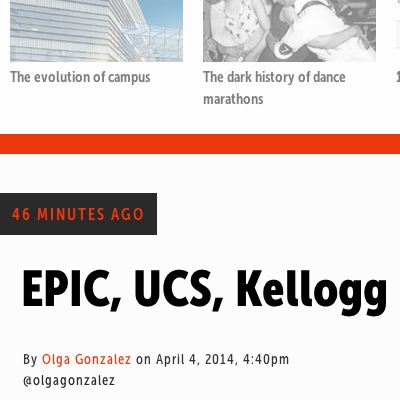 The evolution of campus
The dark history of dance
marathons
46 MINUTES AGO
EPIC, UCS, Kellogg
By Olga Gonzalez on April 4, 2014, 4:40pm
@olgagonzalez